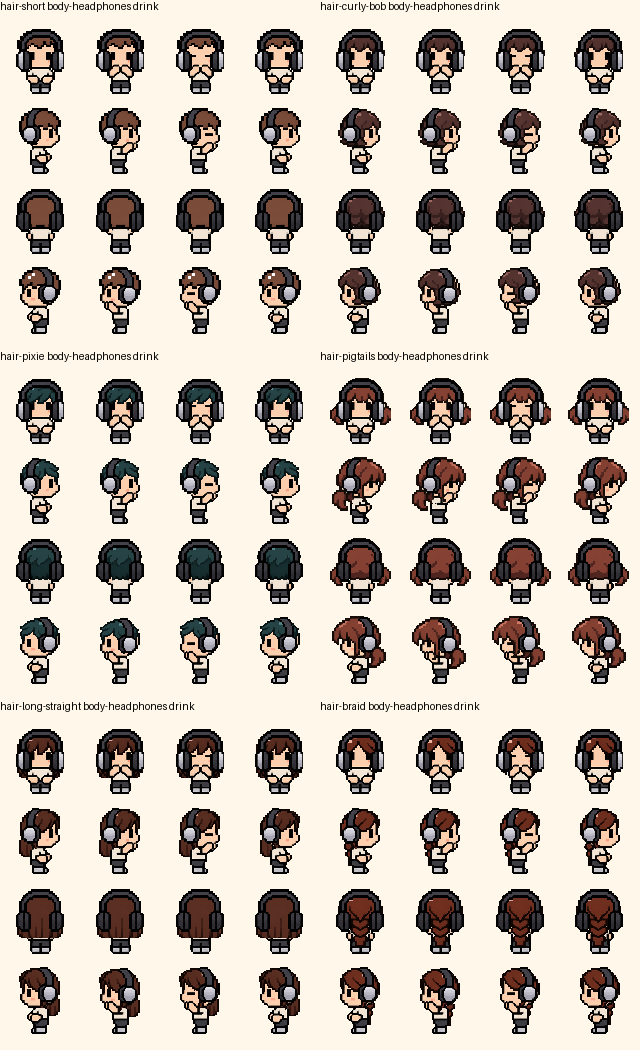 hair-short body-headphones drink
hair-curly-bob body-headphones drink
hair-pixie body-headphones drink
hair-pigtails body-headphones drink
hair-long-straight body-headphones drink
hair-braid body-headphones drink